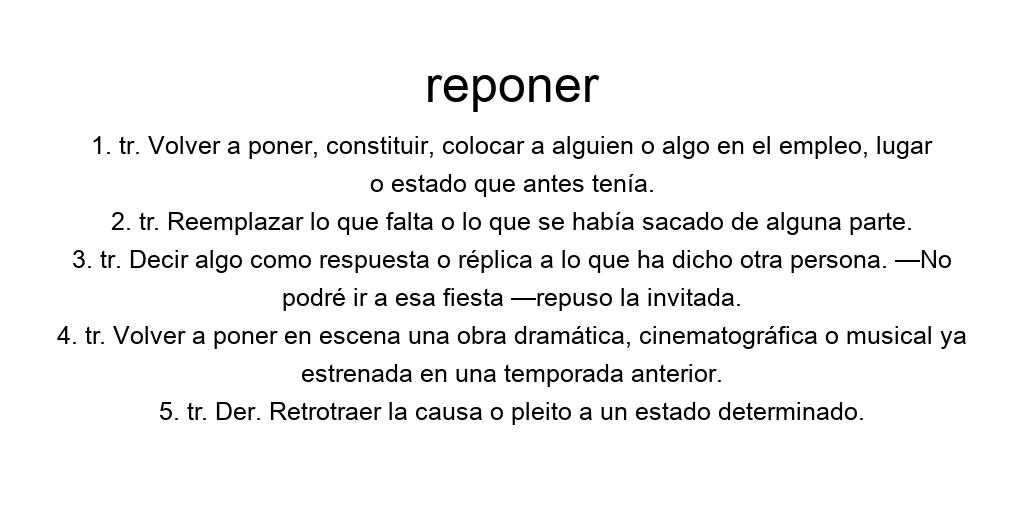 reponer
1. tr. Volver a poner, constituir, colocar a alguien o algo en el empleo, lugar
o estado que antes tenía.
2. tr. Reemplazar lo que falta o lo que se había sacado de alguna parte.
3. tr. Decir algo como respuesta o réplica a lo que ha dicho otra persona. —No
podré ir a esa fiesta —repuso la invitada.
4. tr. Volver a poner en escena una obra dramática, cinematográfica o musical ya
estrenada en una temporada anterior.
5. tr. Der. Retrotraer la causa o pleito a un estado determinado.